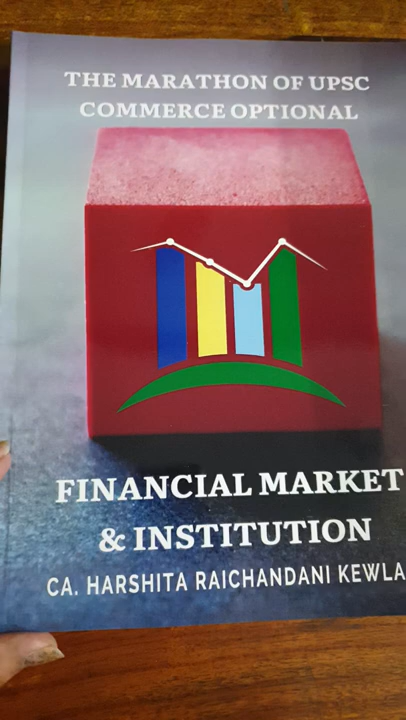 THE MARATHON OF UPSC
COMMERCE OPTIONAL
FINANCIAL MARKET
& INSTITUTION
CA. HARSHITA RAICHANDANI KEWLA